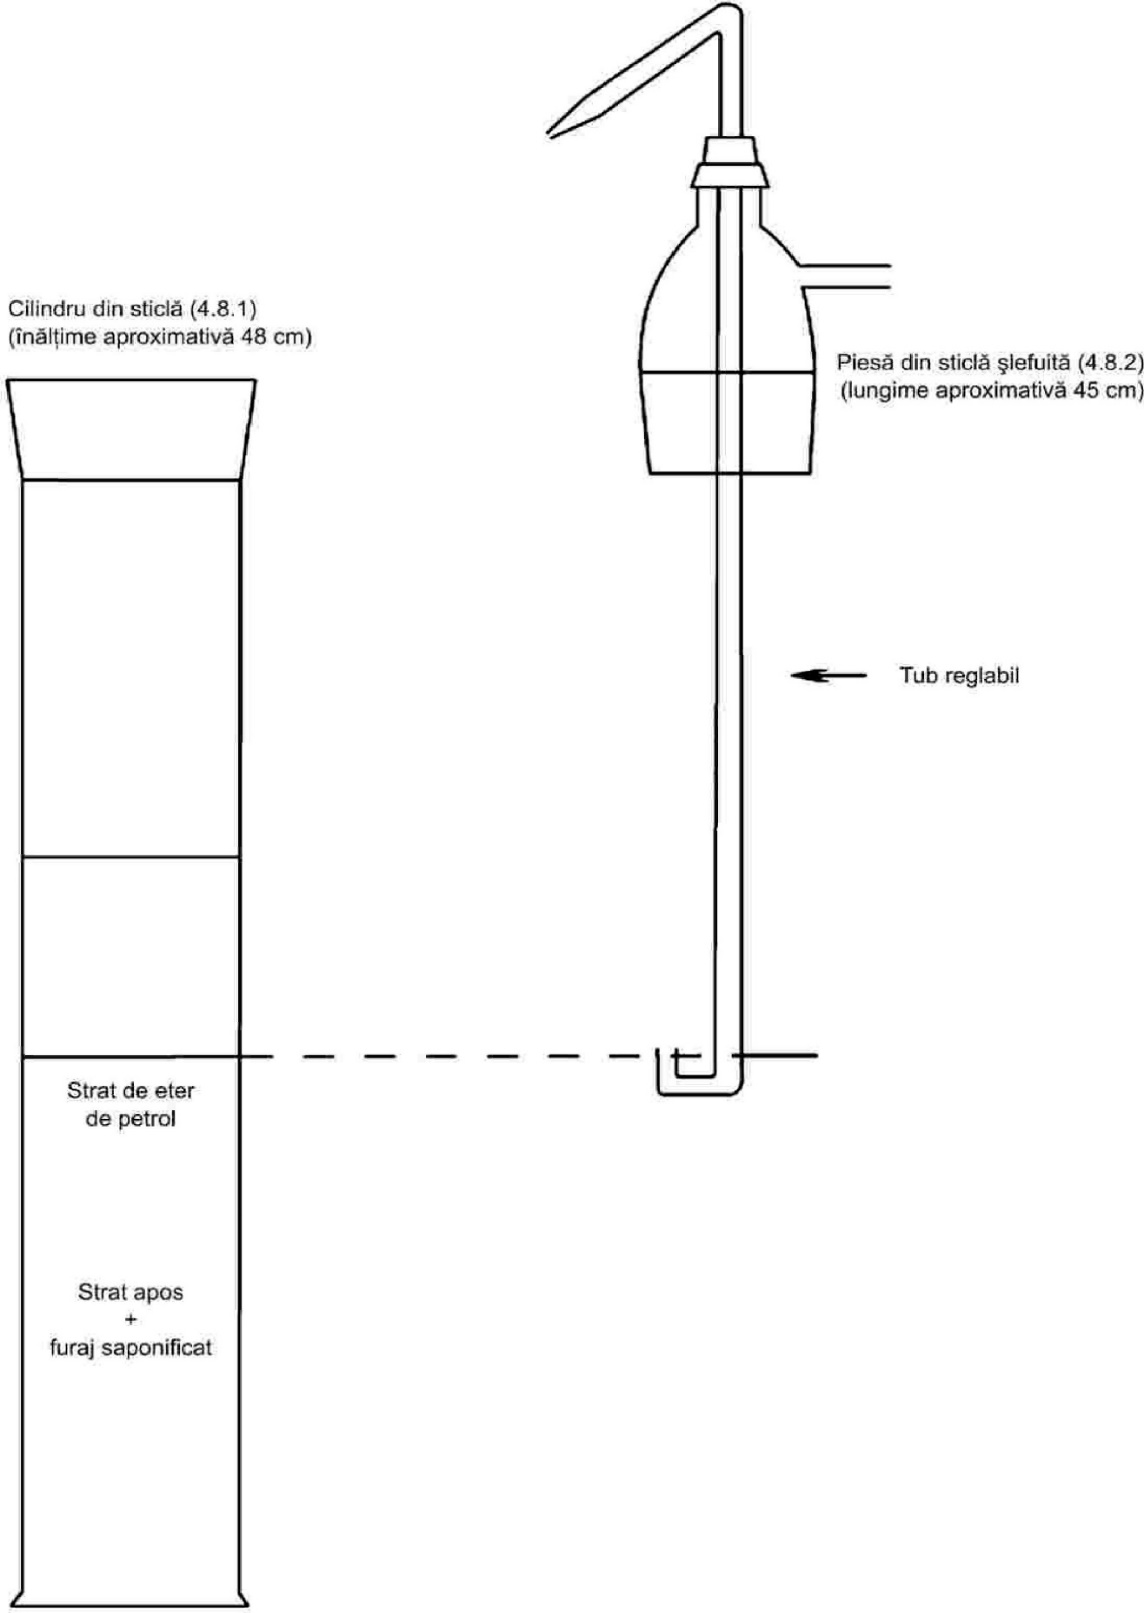 Cilindru din sticlă (4.8.1)
(înălțime aproximativă 48 cm)
Piesă din sticlă şlefuită (4.8.2)
(lungime aproximativă 45 cm)
Tub reglabil
Strat de eter
de petrol
Strat apos
+
furaj saponificat